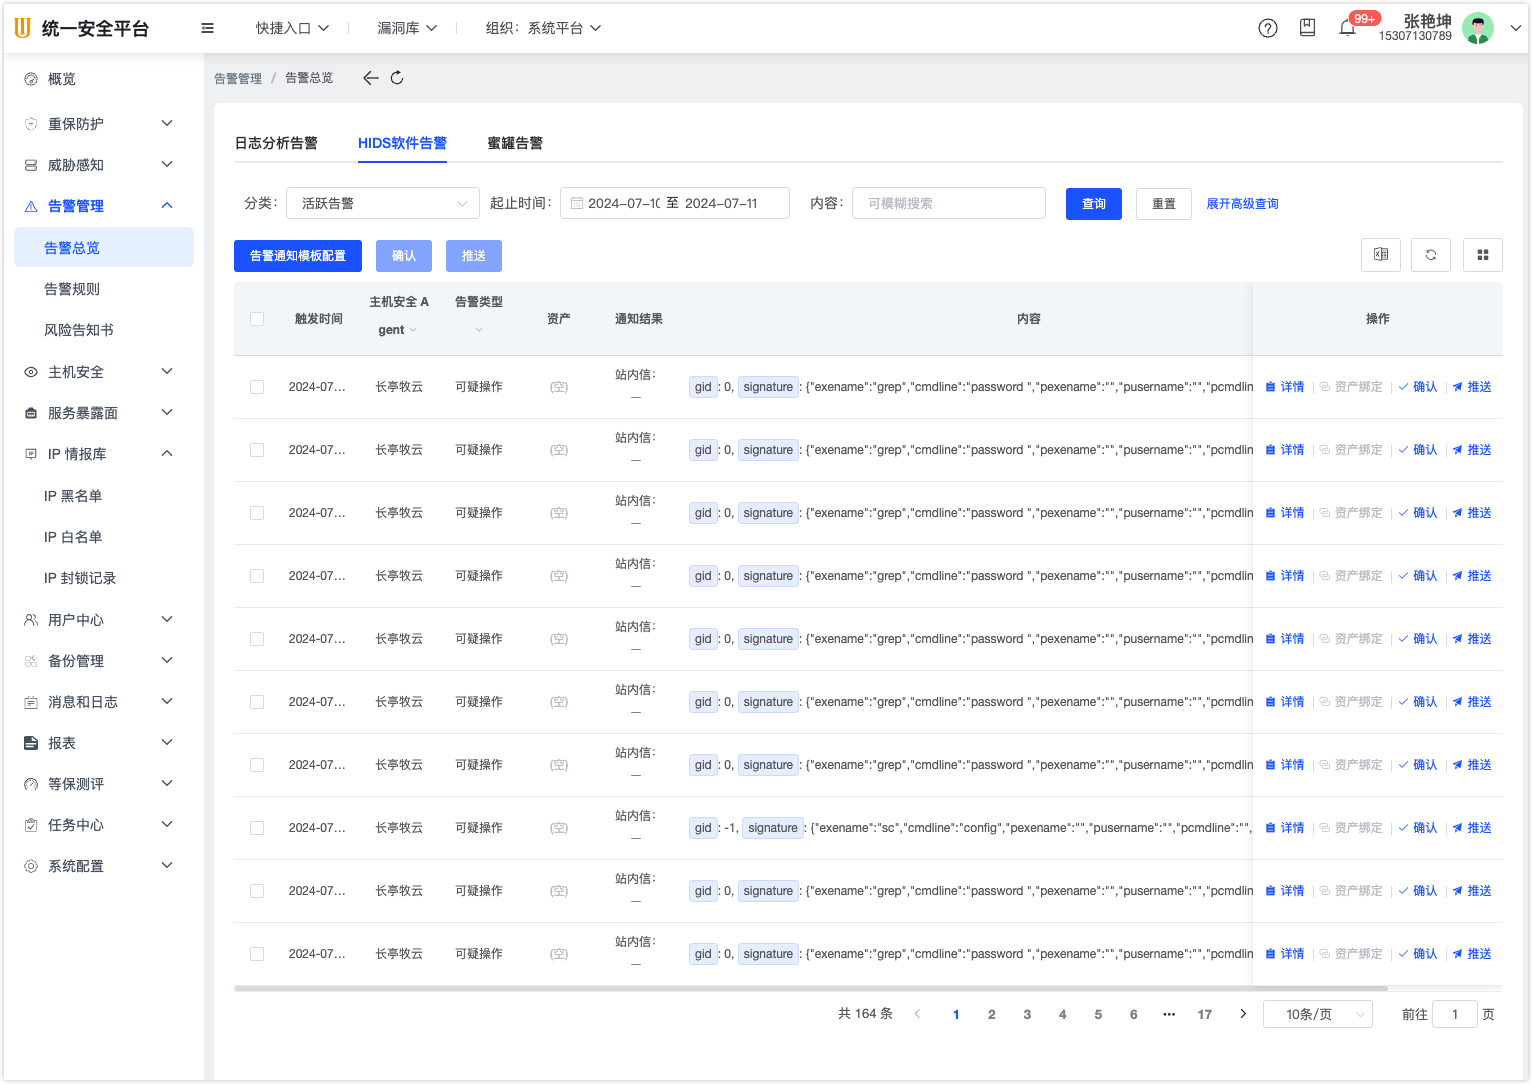 统一安全平台
快捷入口
漏洞库
组织：系统平台
99+
张艳坤
15307130789
概览
重保防护
威胁感知
告警管理
告警总览
告警规则
风险告知书
主机安全
服务暴露面
IP 情报库
IP 黑名单
IP 白名单
IP 封锁记录
用户中心
备份管理
消息和日志
报表
等保测评
任务中心
系统配置
告警管理 / 告警总览
日志分析告警 HIDS软件告警 蜜罐告警
分类： 活跃告警 起止时间： 2024-07-10 至 2024-07-11 内容： 可模糊搜索 查询 重置 展开高级查询
告警通知模板配置 确认 推送
触发时间 主机安全 Agent 告警类型 资产 通知结果 内容 操作
2024-07... 长亭牧云 可疑操作 (空) 站内信： — gid: 0, signature: {"exename":"grep","cmdline":"password ","pexename":"","pusername":"","pcmdlin 详情 资产绑定 确认 推送
2024-07... 长亭牧云 可疑操作 (空) 站内信： — gid: 0, signature: {"exename":"grep","cmdline":"password ","pexename":"","pusername":"","pcmdlin 详情 资产绑定 确认 推送
2024-07... 长亭牧云 可疑操作 (空) 站内信： — gid: 0, signature: {"exename":"grep","cmdline":"password ","pexename":"","pusername":"","pcmdlin 详情 资产绑定 确认 推送
2024-07... 长亭牧云 可疑操作 (空) 站内信： — gid: 0, signature: {"exename":"grep","cmdline":"password ","pexename":"","pusername":"","pcmdlin 详情 资产绑定 确认 推送
2024-07... 长亭牧云 可疑操作 (空) 站内信： — gid: 0, signature: {"exename":"grep","cmdline":"password ","pexename":"","pusername":"","pcmdlin 详情 资产绑定 确认 推送
2024-07... 长亭牧云 可疑操作 (空) 站内信： — gid: 0, signature: {"exename":"grep","cmdline":"password ","pexename":"","pusername":"","pcmdlin 详情 资产绑定 确认 推送
2024-07... 长亭牧云 可疑操作 (空) 站内信： — gid: 0, signature: {"exename":"grep","cmdline":"password ","pexename":"","pusername":"","pcmdlin 详情 资产绑定 确认 推送
2024-07... 长亭牧云 可疑操作 (空) 站内信： — gid: -1, signature: {"exename":"sc","cmdline":"config","pexename":"","pusername":"","pcmdline":"", 详情 资产绑定 确认 推送
2024-07... 长亭牧云 可疑操作 (空) 站内信： — gid: 0, signature: {"exename":"grep","cmdline":"password ","pexename":"","pusername":"","pcmdlin 详情 资产绑定 确认 推送
2024-07... 长亭牧云 可疑操作 (空) 站内信： — gid: 0, signature: {"exename":"grep","cmdline":"password ","pexename":"","pusername":"","pcmdlin 详情 资产绑定 确认 推送
共 164 条 1 2 3 4 5 6 ••• 17 10条/页 前往 1 页